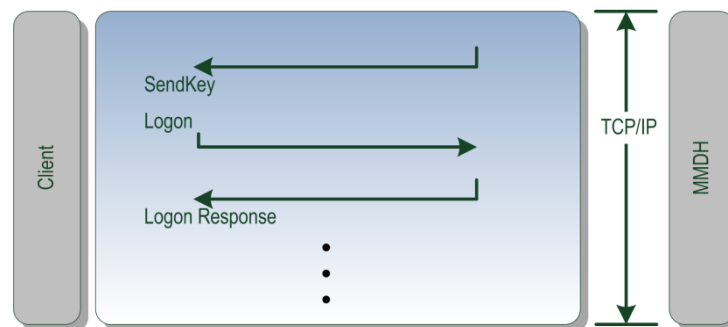 Client
SendKey
Logon
Logon Response
TCP/IP
MMDH